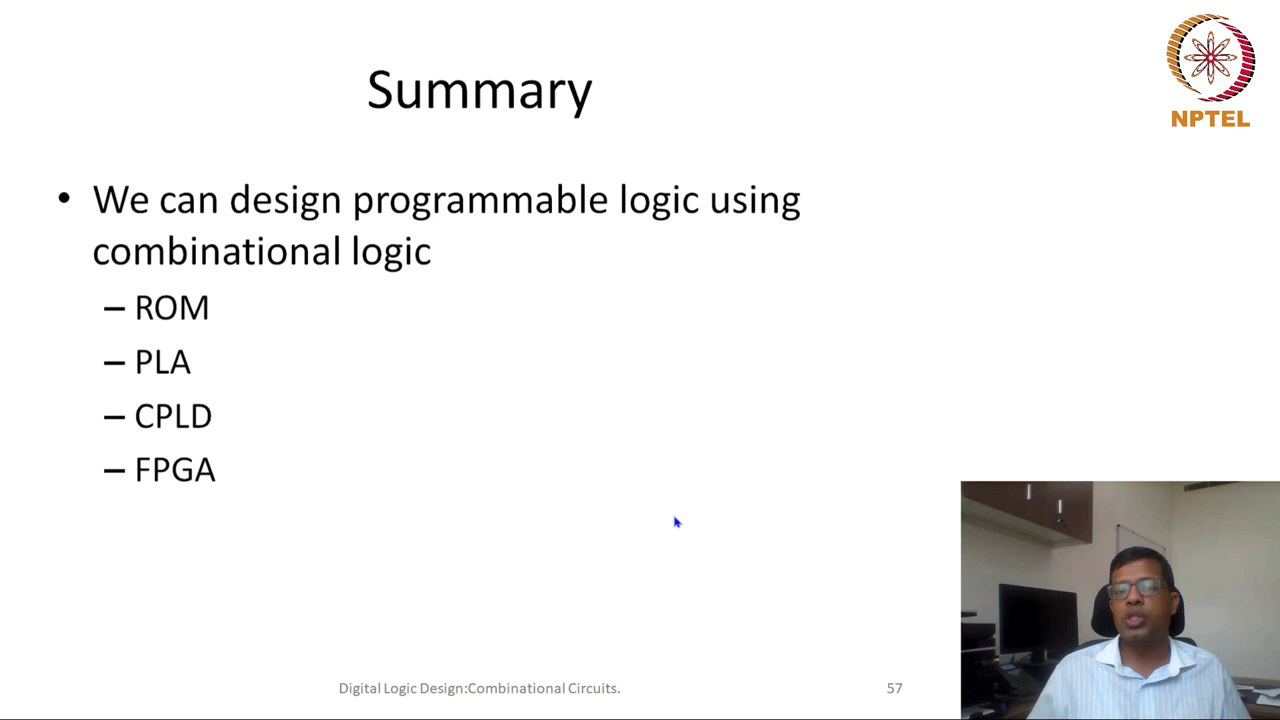 Summary
NPTEL
• We can design programmable logic using
combinational logic
– ROM
– PLA
– CPLD
– FPGA
Digital Logic Design:Combinational Circuits.
57